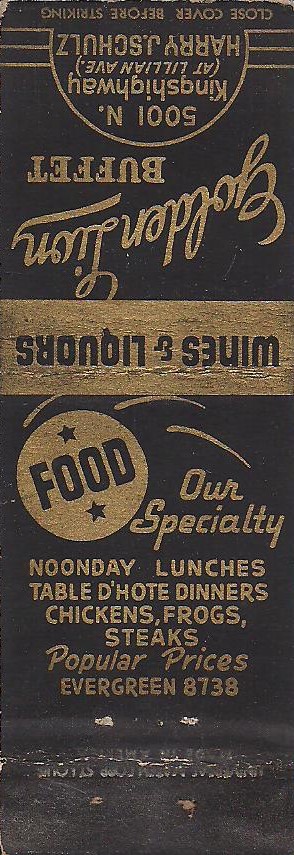 CLOSE COVER BEFORE STRIKING
HARRY J. SCHULZ
(AT LILLIAN AVE.)
Kingshighway
5001 N.
Golden Lion
BUFFET
WINES & LIQUORS
FOOD
Our
Specialty
NOONDAY LUNCHES
TABLE D'HOTE DINNERS
CHICKENS, FROGS,
STEAKS
Popular Prices
EVERGREEN 8738